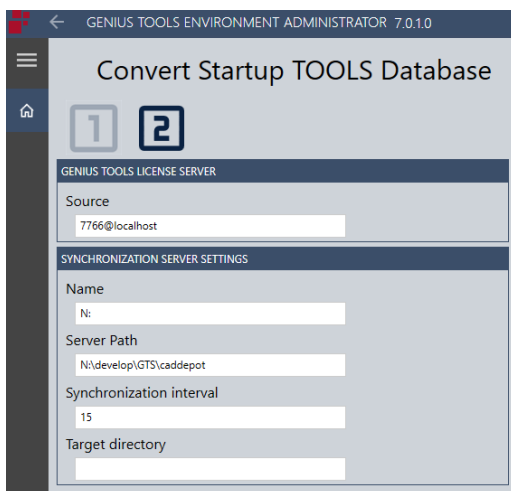 GENIUS TOOLS ENVIRONMENT ADMINISTRATOR 7.0.1.0
Convert Startup TOOLS Database
1 2
GENIUS TOOLS LICENSE SERVER
Source
7766@localhost
SYNCHRONIZATION SERVER SETTINGS
Name
N:
Server Path
N:\develop\GTS\caddepot
Synchronization interval
15
Target directory